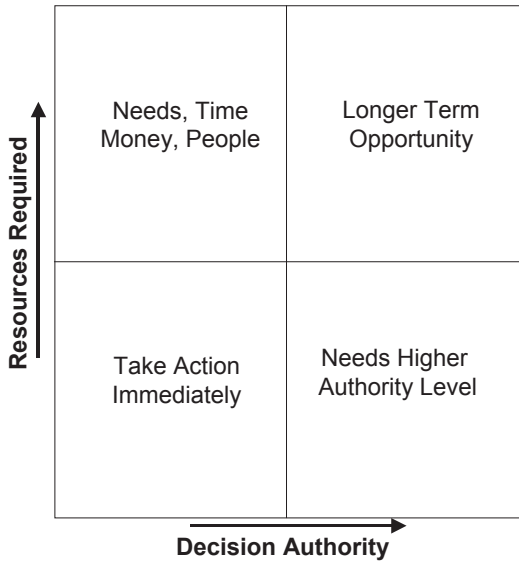 Needs, Time
Money, People
Longer Term
Opportunity
Resources Required
Take Action
Immediately
Needs Higher
Authority Level
Decision Authority